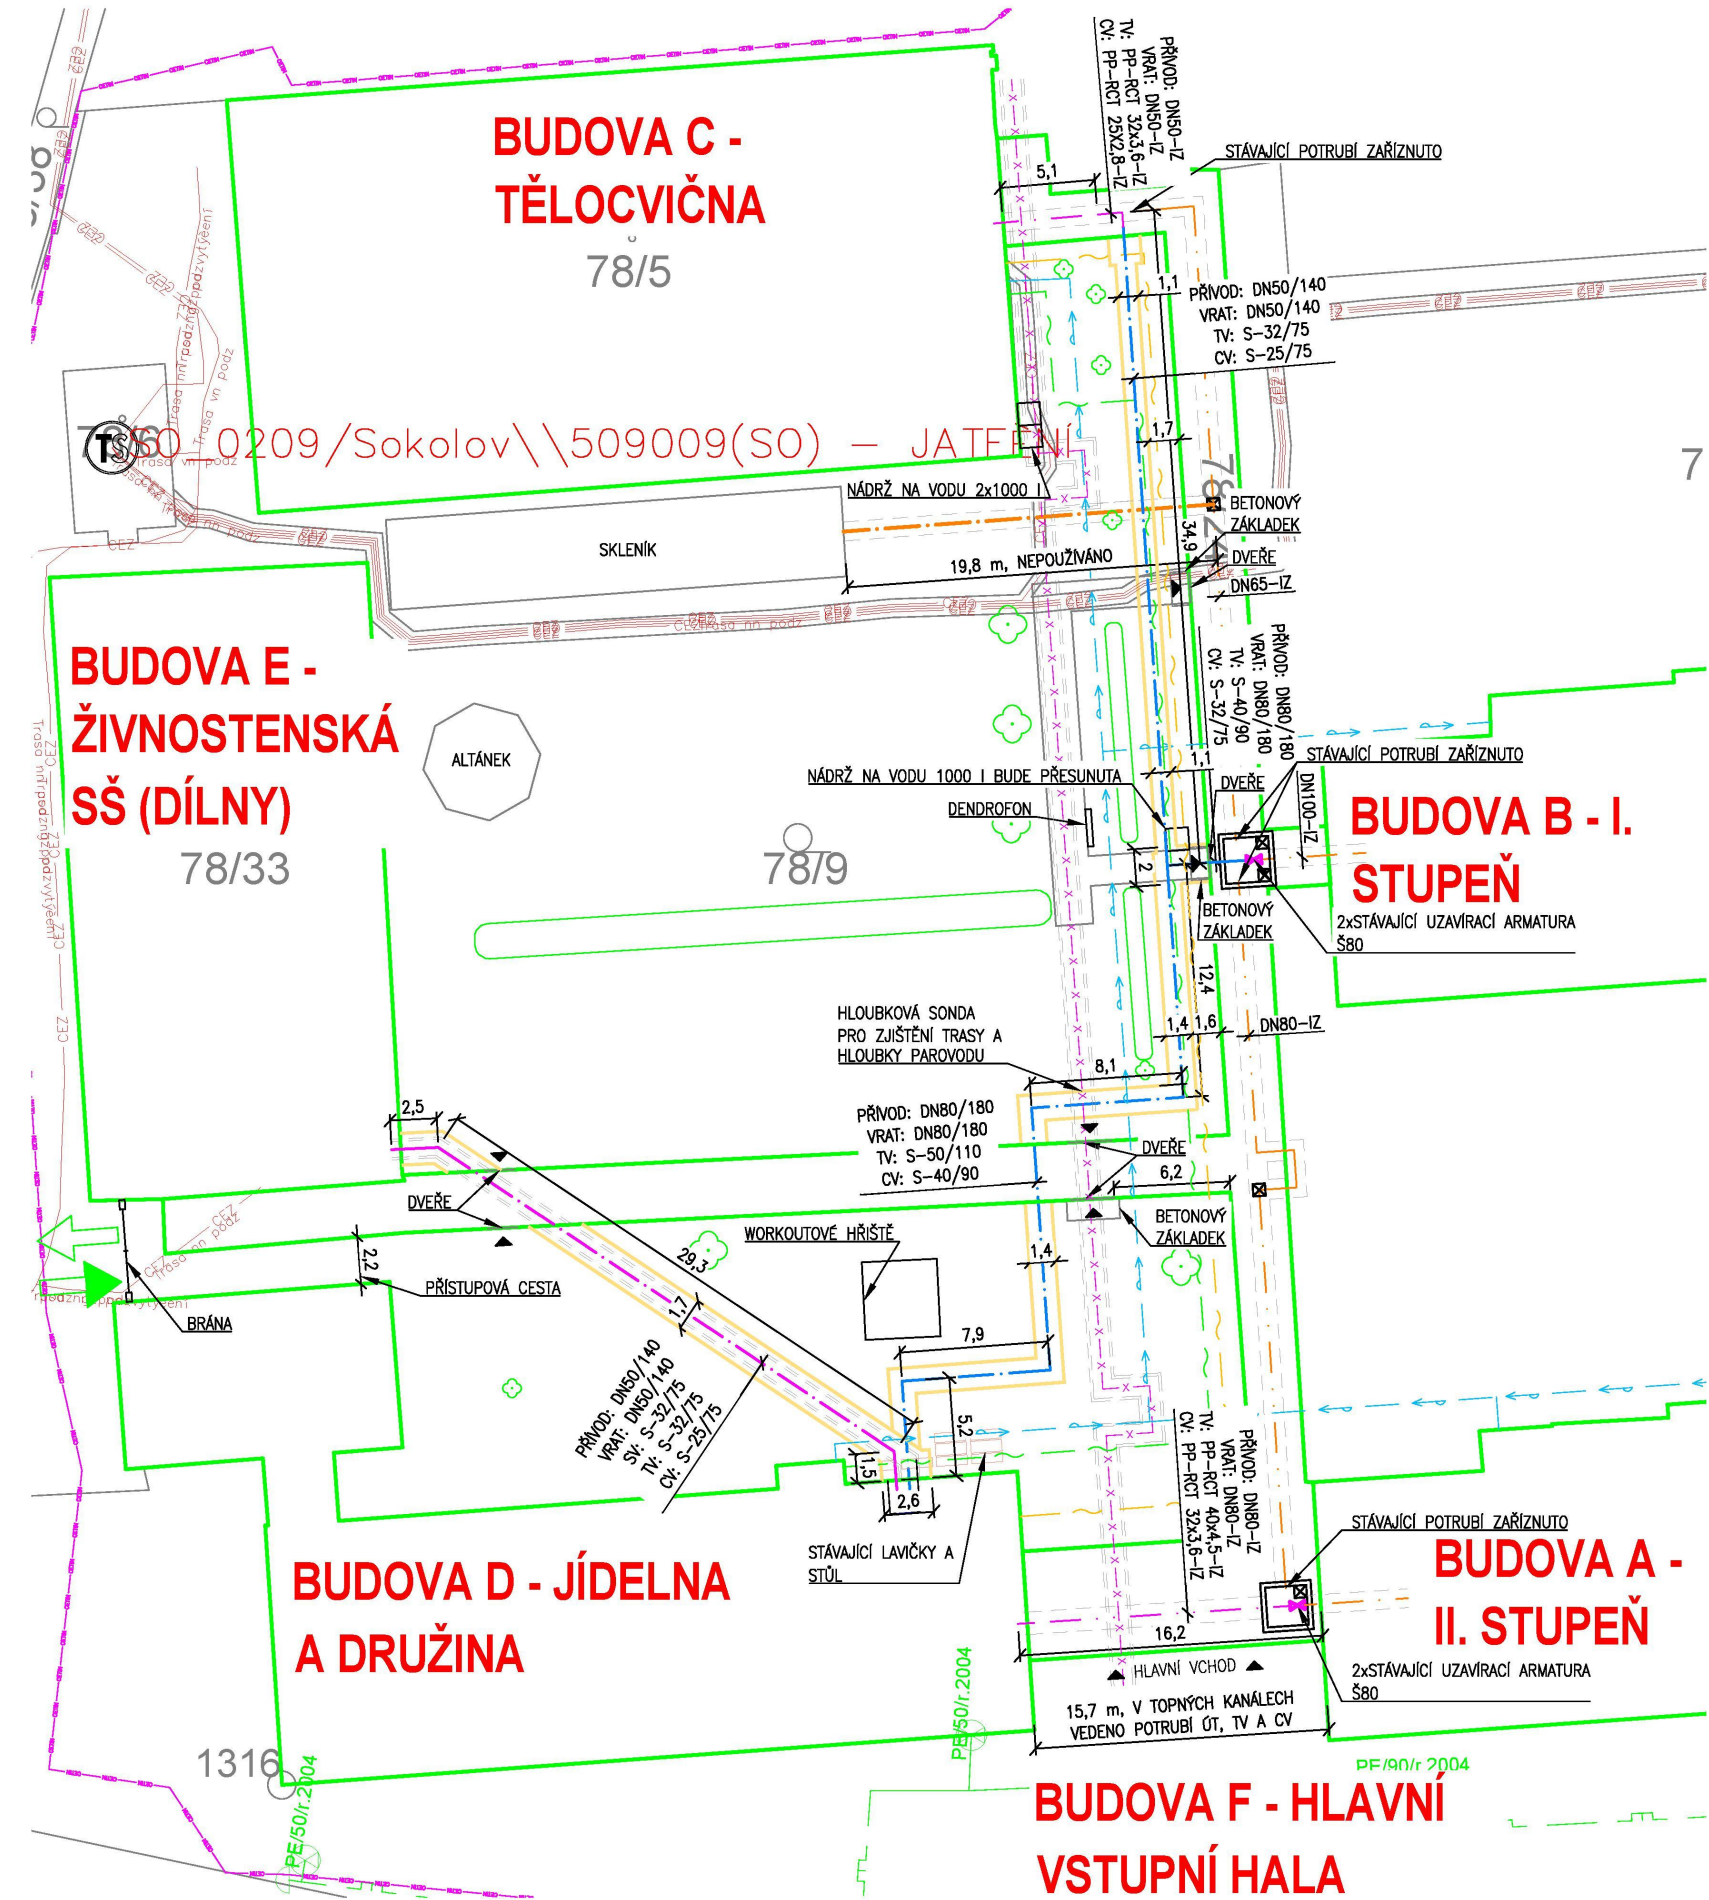 BUDOVA C -
TĚLOCVIČNA
78/5
PŘÍVOD: DN50-IZ
VRAT: DN50-IZ
TV: PP-RCT 32x3,6-IZ
CV: PP-RCT 25X2,8-IZ
STÁVAJÍCÍ POTRUBÍ ZAŘÍZNUTO
5,1
1,1
PŘÍVOD: DN50/140
VRAT: DN50/140
TV: S-32/75
CV: S-25/75
1,7
TS
0209/Sokolov\\509009(SO) –
NÁDRŽ NA VODU 2x1000 l
SKLENÍK
19,8 m, NEPOUŽÍVÁNO
34,9
BETONOVÝ
ZÁKLADEK
DVEŘE
DN65-IZ
BUDOVA E -
ŽIVNOSTENSKÁ
SŠ (DÍLNY)
78/33
ALTÁNEK
PŘÍVOD: DN80/180
VRAT: DN80/180
TV: S-40/90
CV: S-32/75
STÁVAJÍCÍ POTRUBÍ ZAŘÍZNUTO
1,1
NÁDRŽ NA VODU 1000 l BUDE PŘESUNUTA
DVEŘE
DN100-IZ
DENDROFON
78/9
2
BUDOVA B - I.
STUPEŇ
BETONOVÝ
ZÁKLADEK
2xSTÁVAJÍCÍ UZAVÍRACÍ ARMATURA
Š80
12,4
HLOUBKOVÁ SONDA
PRO ZJIŠTĚNÍ TRASY A
HLOUBKY PAROVODU
1,4
1,6
DN80-IZ
8,1
2,5
PŘÍVOD: DN80/180
VRAT: DN80/180
TV: S-50/110
CV: S-40/90
DVEŘE
6,2
DVEŘE
BETONOVÝ
ZÁKLADEK
WORKOUTOVÉ HŘIŠTĚ
1,4
2,2
29,3
PŘÍSTUPOVÁ CESTA
BRÁNA
1,7
7,9
PŘÍVOD: DN50/140
VRAT: DN50/140
SV: S-32/75
TV: S-32/75
CV: S-25/75
5,2
1,5
2,6
PŘÍVOD: DN80-IZ
VRAT: DN80-IZ
TV: PP-RCT 40x4,5-IZ
CV: PP-RCT 32x3,6-IZ
STÁVAJÍCÍ LAVIČKY A
STŮL
STÁVAJÍCÍ POTRUBÍ ZAŘÍZNUTO
BUDOVA D - JÍDELNA
A DRUŽINA
BUDOVA A -
II. STUPEŇ
16,2
HLAVNÍ VCHOD
2xSTÁVAJÍCÍ UZAVÍRACÍ ARMATURA
Š80
15,7 m, V TOPNÝCH KANÁLECH
VEDENO POTRUBÍ ÚT, TV A CV
1316
PE/50/r.2004
PE/50/r.2004
PE/90/r.2004
BUDOVA F - HLAVNÍ
VSTUPNÍ HALA